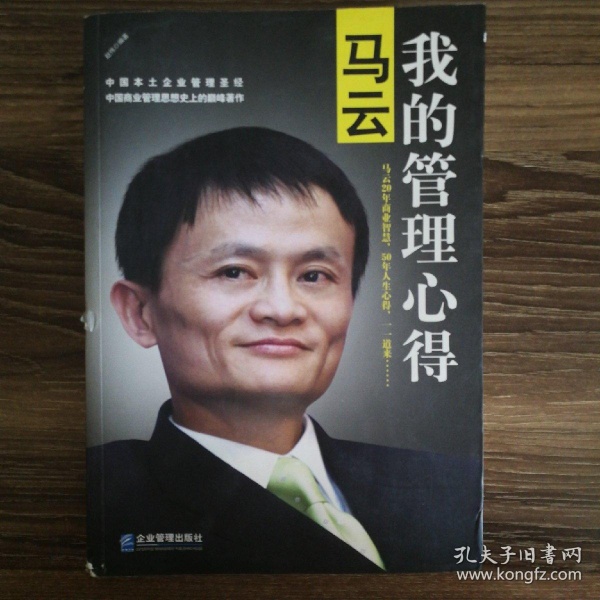 马云
我的管理心得
中国本土企业管理圣经
中国商业管理思想史上的巅峰著作
马云20年商业智慧，50年人生心得，一一道来……
企业管理出版社
孔夫子旧书网
www.kongfz.com